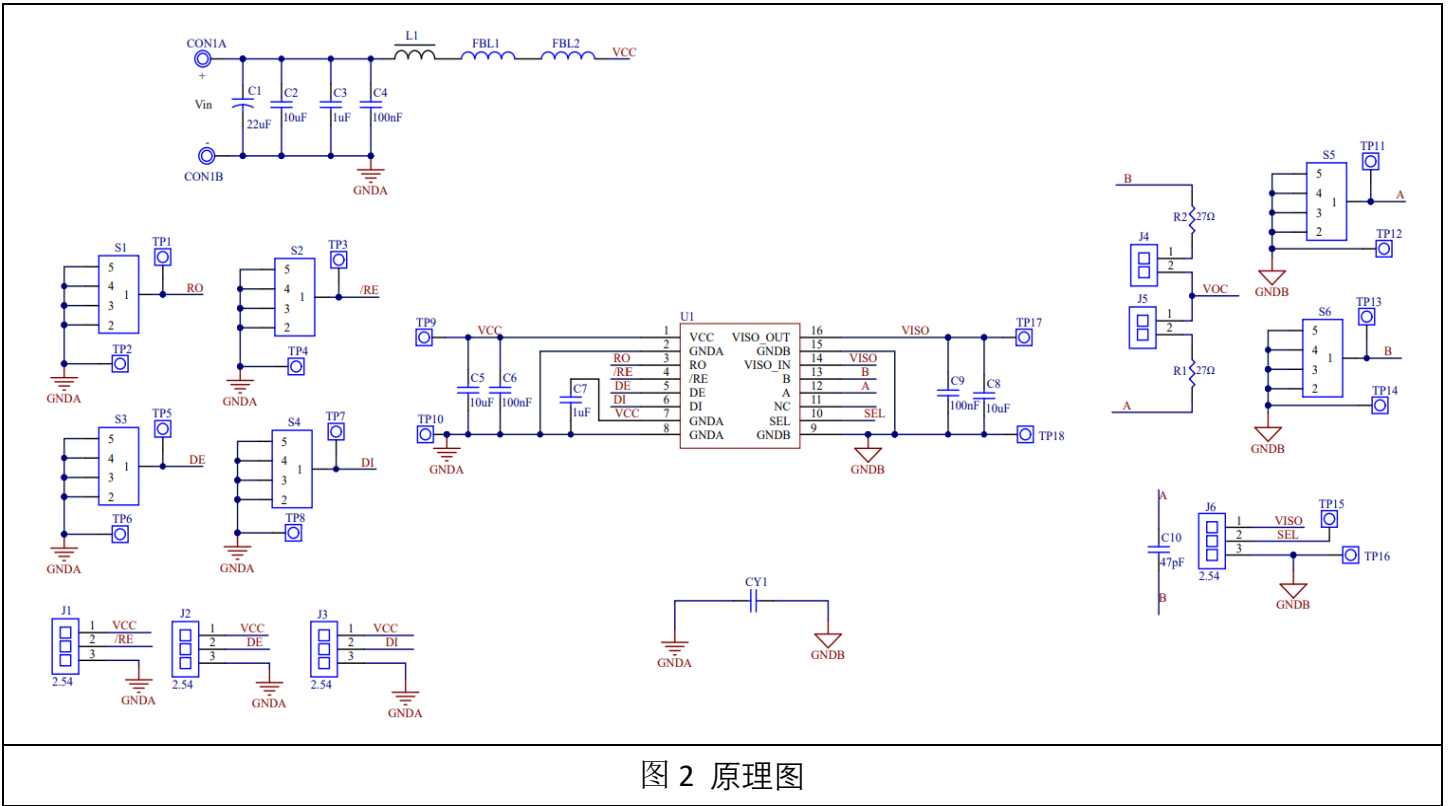 CON1A
+
Vin
-
CON1B
C1
22uF
C2
10uF
C3
1uF
C4
100nF
L1
FBL1
FBL2
VCC
GNDA
S1
5
4
3
2
1
TP1
RO
TP2
GNDA
S2
5
4
3
2
1
TP3
/RE
TP4
GNDA
S3
5
4
3
2
1
TP5
DE
TP6
GNDA
S4
5
4
3
2
1
TP7
DI
TP8
GNDA
J1
1 VCC
2 /RE
3
2.54
GNDA
J2
1 VCC
2 DE
3
2.54
GNDA
J3
1 VCC
2 DI
3
2.54
GNDA
TP9
VCC
TP10
GNDA
C5
10uF
C6
100nF
C7
1uF
U1
1 VCC
2 GNDA
RO 3 RO
/RE 4 /RE
DE 5 DE
DI 6 DI
VCC 7 GNDA
8 GNDA
VISO_OUT 16 VISO
GNDB 15
VISO_IN 14 VISO
B 13 B
A 12 A
NC 11
SEL 10 SEL
GNDB 9
GNDB
C9
100nF
C8
10uF
TP17
TP18
CY1
GNDA
GNDB
B
R2 27Ω
J4
1
2
VOC
J5
1
2
R1 27Ω
A
S5
5
4
3
2
1
TP11
A
TP12
GNDB
S6
5
4
3
2
1
TP13
B
TP14
GNDB
A
C10
47pF
B
J6
1 VISO
2 SEL
3
2.54
TP15
TP16
GNDB
图 2 原理图